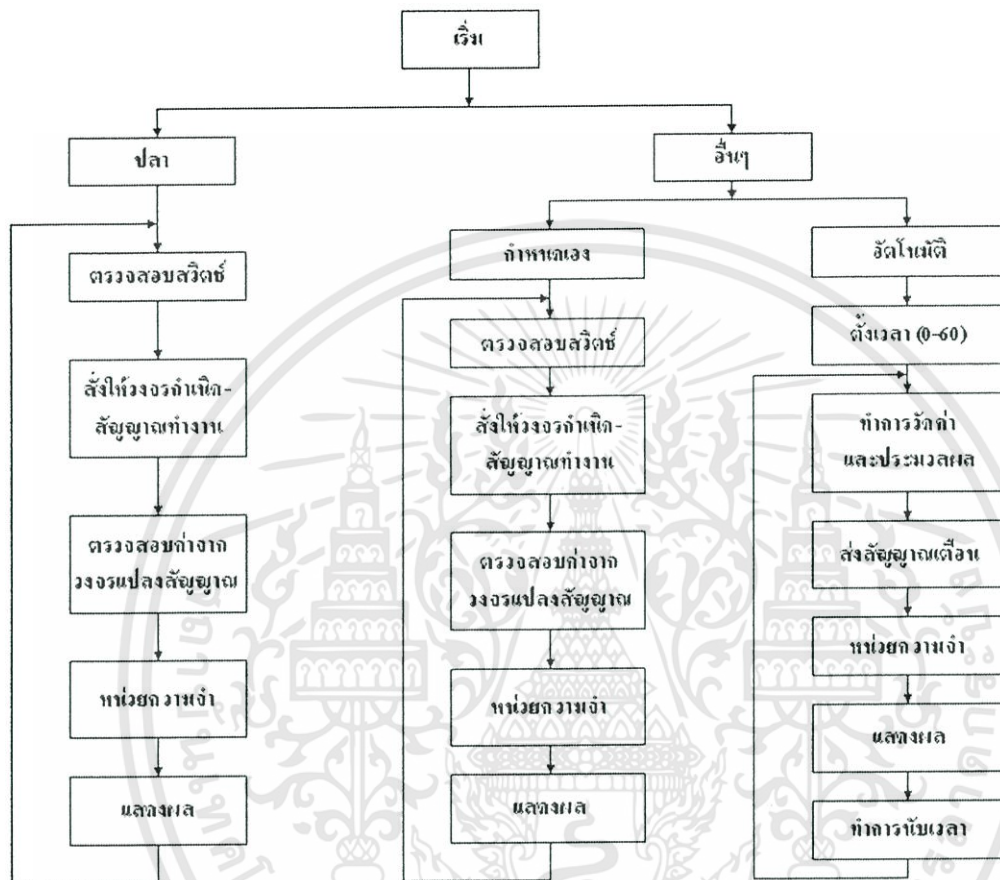 เริ่ม
ปลา
ตรวจสอบสวิตช์
สั่งให้วงจรกำเนิด-
สัญญาณทำงาน
ตรวจสอบค่าจาก
วงจรแปลงสัญญาณ
หน่วยความจำ
แสดงผล
อื่นๆ
กำหนดเอง
ตรวจสอบสวิตช์
สั่งให้วงจรกำเนิด-
สัญญาณทำงาน
ตรวจสอบค่าจาก
วงจรแปลงสัญญาณ
หน่วยความจำ
แสดงผล
อัตโนมัติ
ตั้งเวลา (0-60)
ทำการวัดค่า
และประมวลผล
ส่งสัญญาณเตือน
หน่วยความจำ
แสดงผล
ทำการนับเวลา